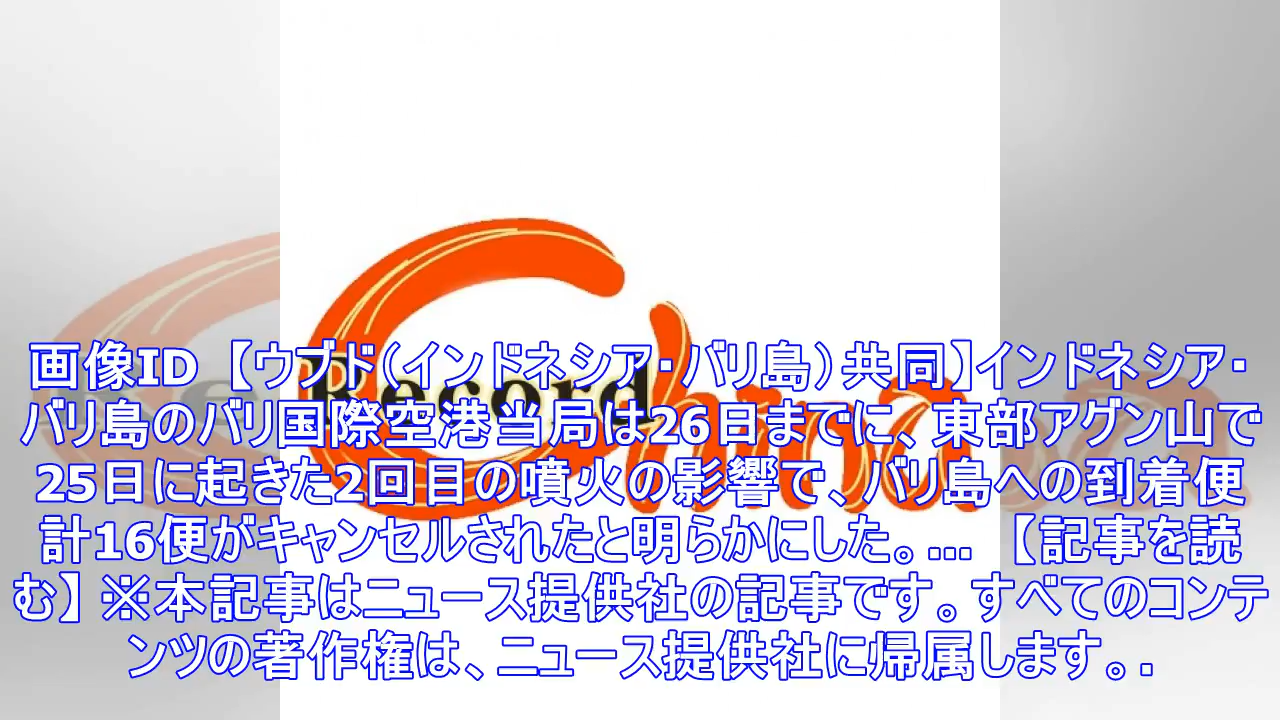 Record
China
画像ID 【ウブド（インドネシア・バリ島）共同】インドネシア・
バリ島のバリ国際空港当局は26日までに、東部アグン山で
25日に起きた2回目の噴火の影響で、バリ島への到着便
計16便がキャンセルされたと明らかにした。... 【記事を読
む】 ※本記事はニュース提供社の記事です。すべてのコンテ
ンツの著作権は、ニュース提供社に帰属します。.